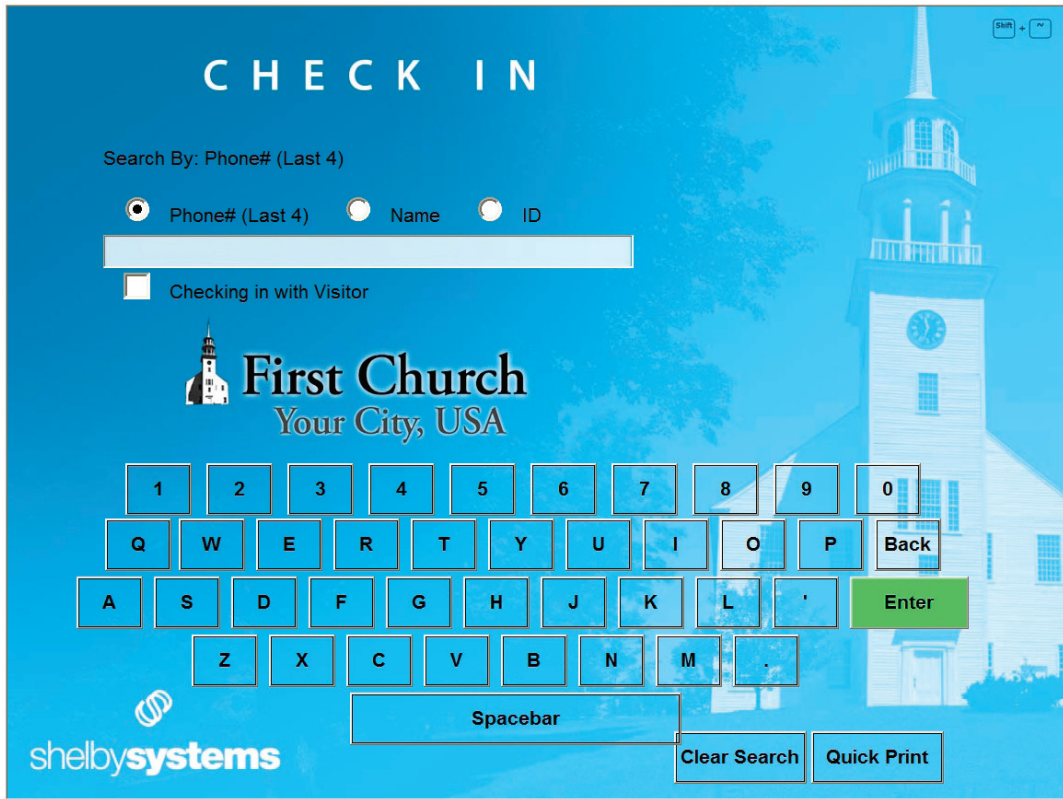 Shift + ~
CHECK IN
Search By: Phone# (Last 4)
Phone# (Last 4) Name ID
Checking in with Visitor
First Church
Your City, USA
1 2 3 4 5 6 7 8 9 0
Q W E R T Y U I O P Back
A S D F G H J K L ' Enter
Z X C V B N M .
Spacebar
shelbysystems
Clear Search Quick Print